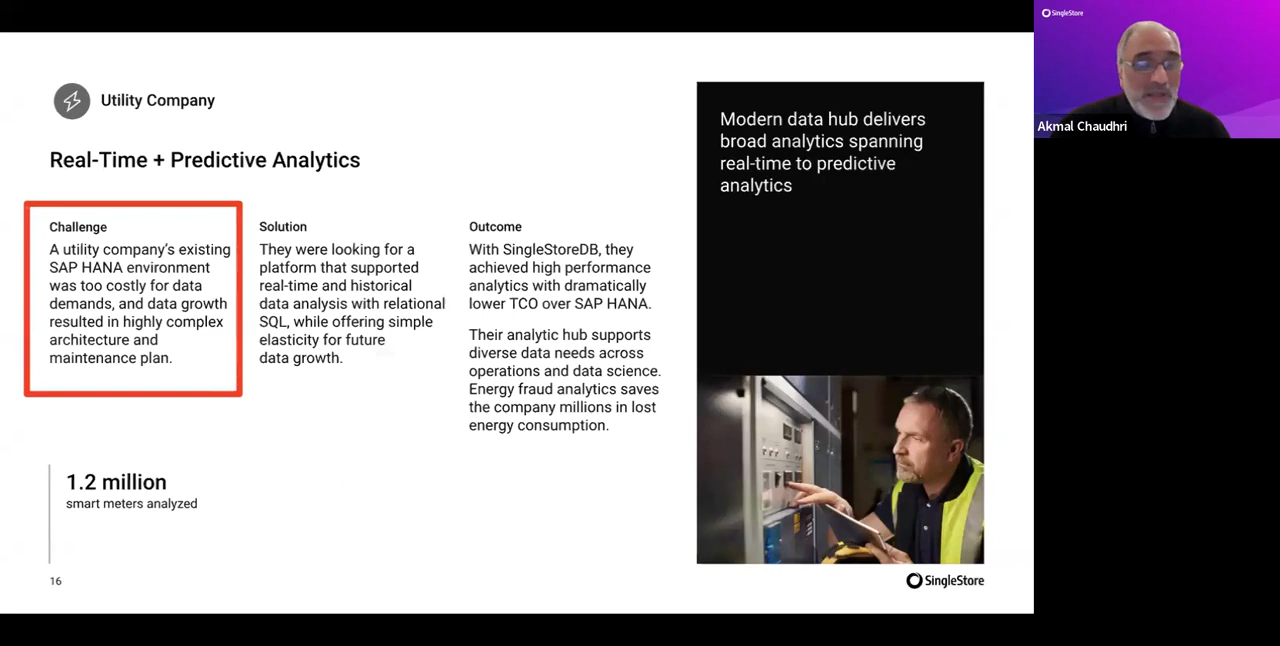 Utility Company
Real-Time + Predictive Analytics
Challenge
A utility company's existing
SAP HANA environment
was too costly for data
demands, and data growth
resulted in highly complex
architecture and
maintenance plan.
Solution
They were looking for a
platform that supported
real-time and historical
data analysis with relational
SQL, while offering simple
elasticity for future
data growth.
Outcome
With SingleStoreDB, they
achieved high performance
analytics with dramatically
lower TCO over SAP HANA.
Their analytic hub supports
diverse data needs across
operations and data science.
Energy fraud analytics saves
the company millions in lost
energy consumption.
1.2 million
smart meters analyzed
16
Modern data hub delivers
broad analytics spanning
real-time to predictive
analytics
SingleStore
SingleStore
Akmal Chaudhri